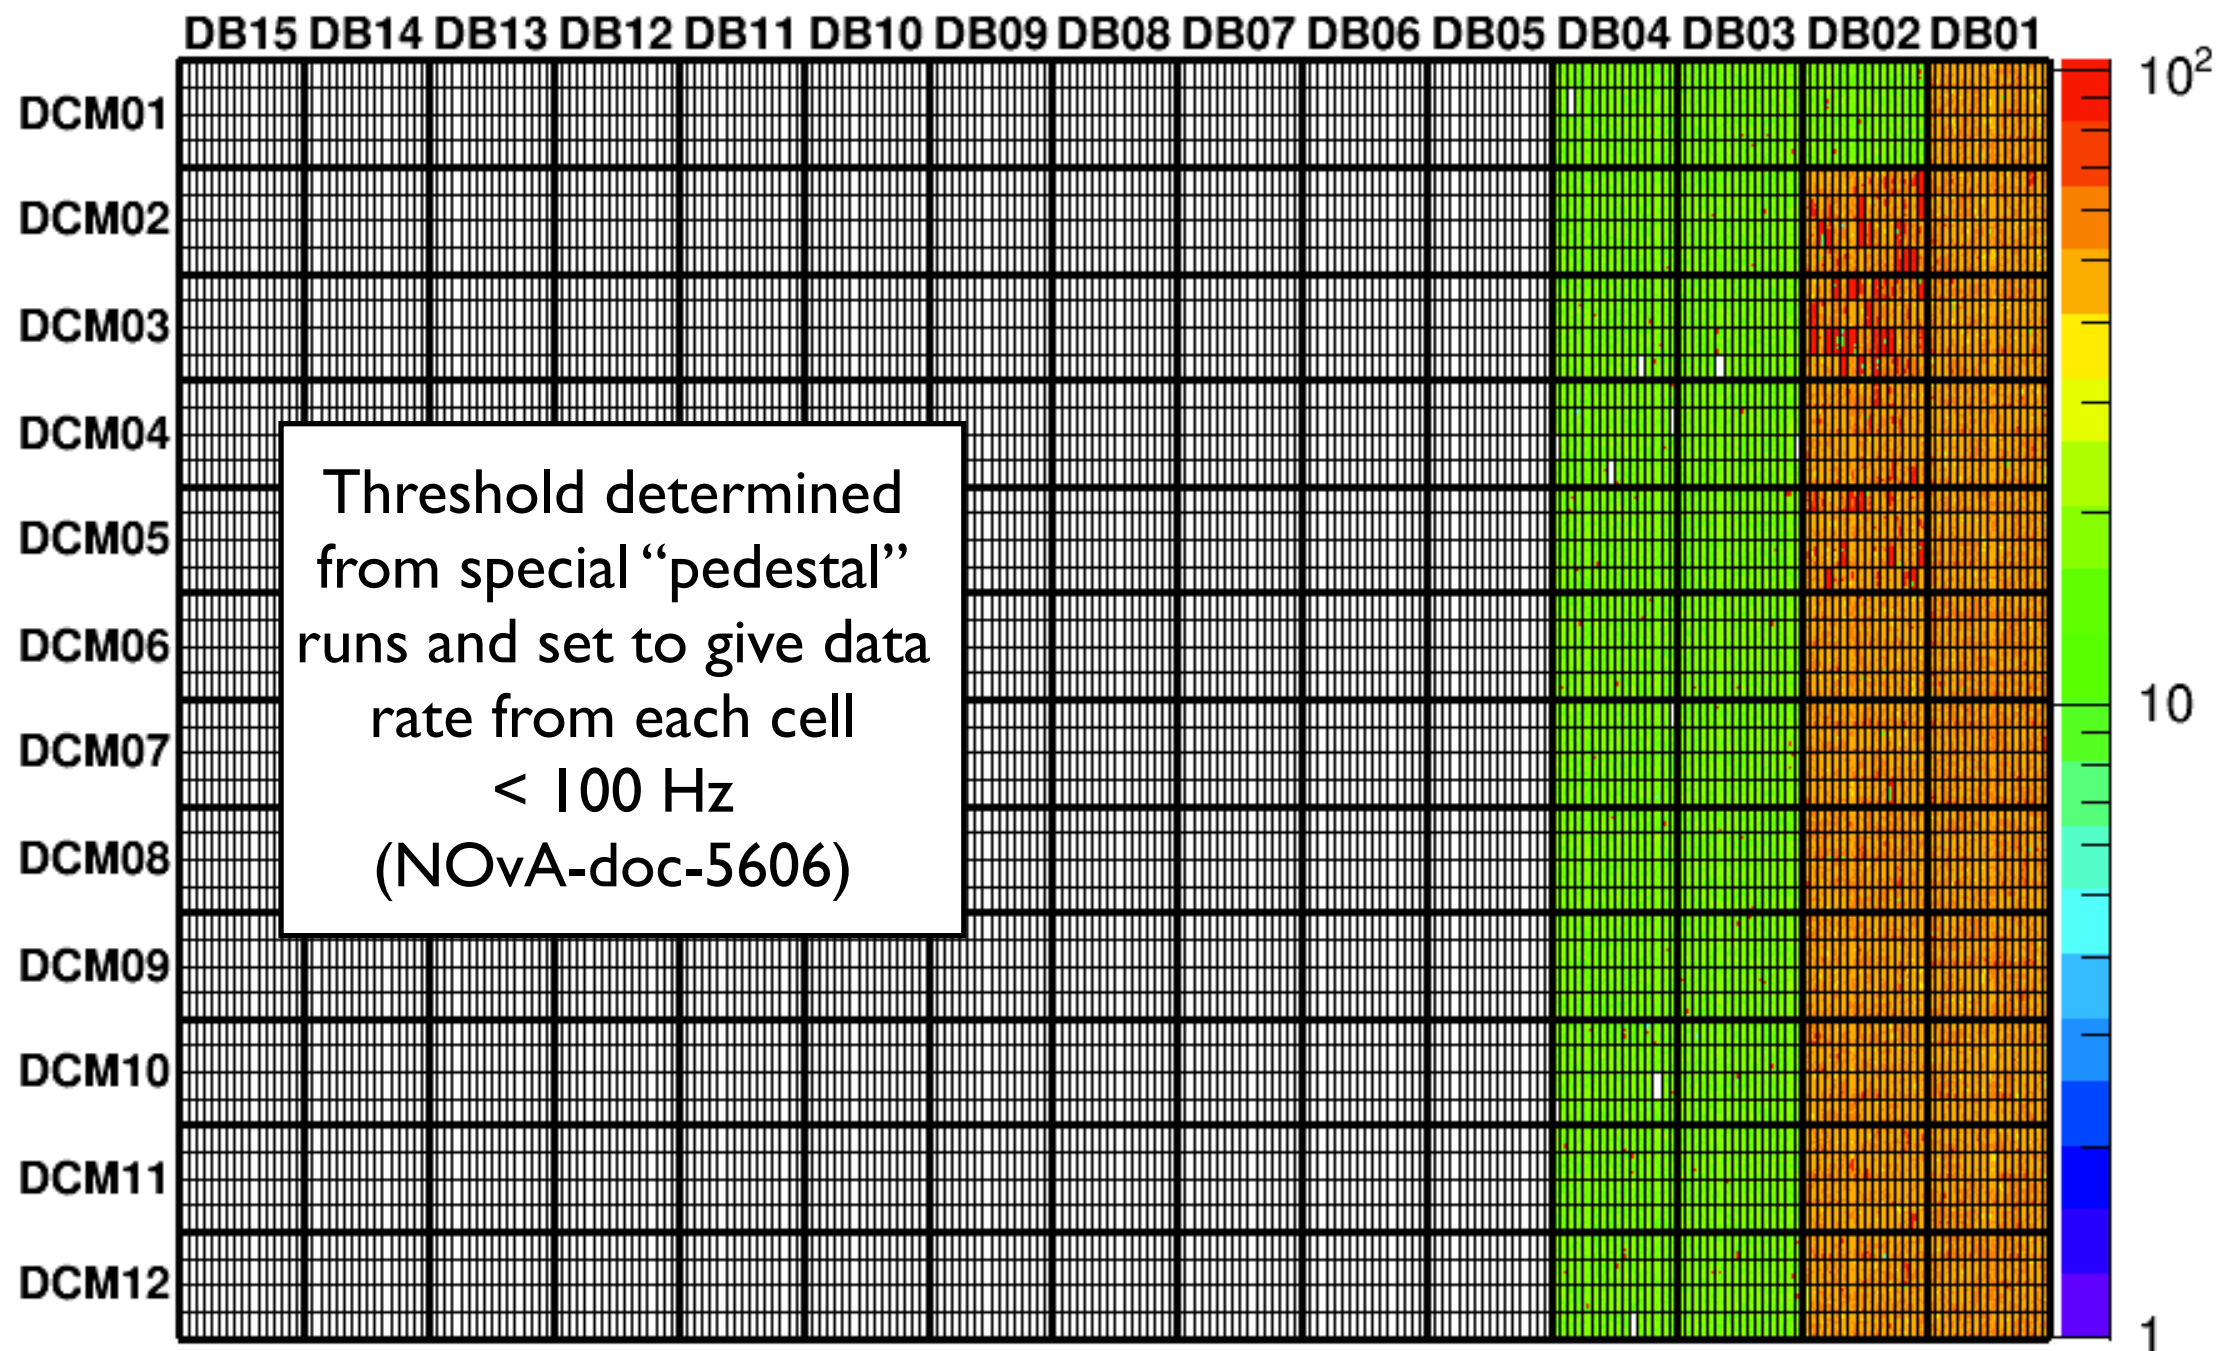 DB15 DB14 DB13 DB12 DB11 DB10 DB09 DB08 DB07 DB06 DB05 DB04 DB03 DB02 DB01
10²
DCM01
DCM02
DCM03
DCM04
DCM05
DCM06
DCM07
DCM08
DCM09
DCM10
DCM11
DCM12
Threshold determined
from special “pedestal”
runs and set to give data
rate from each cell
< 100 Hz
(NOvA-doc-5606)
10
1